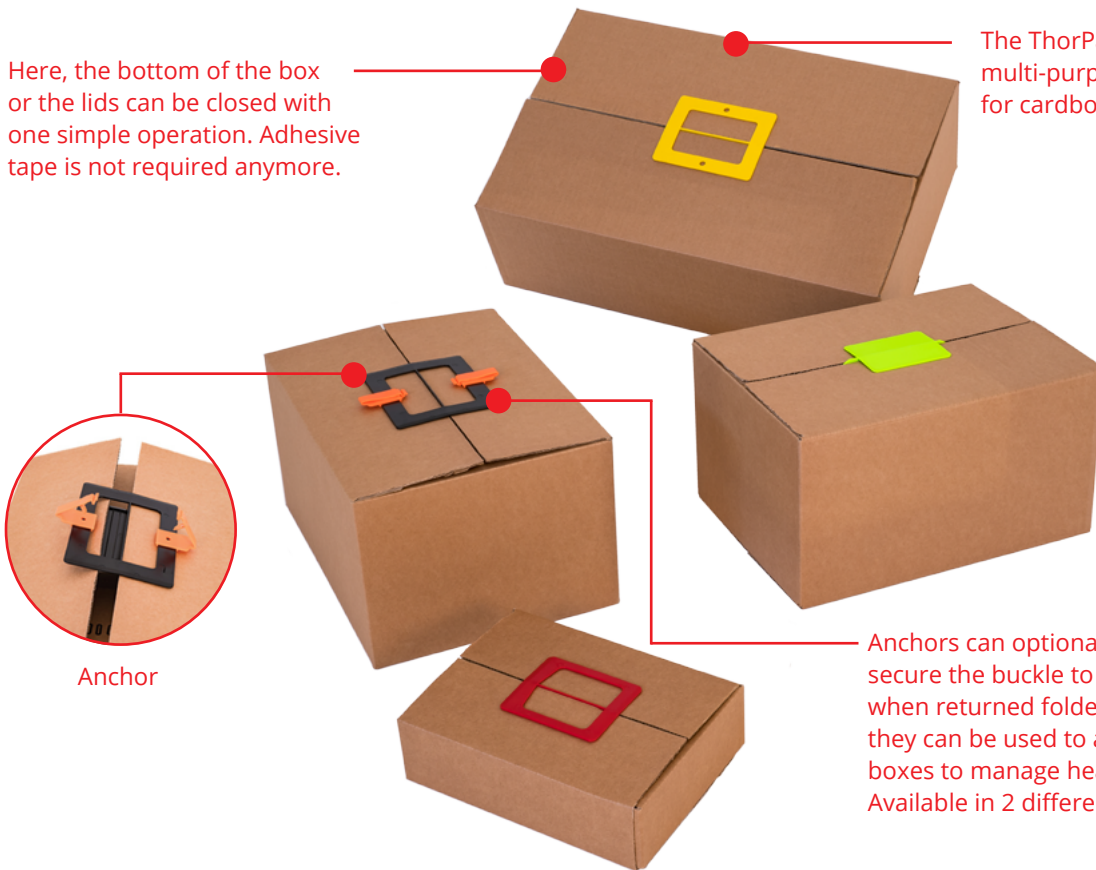 Here, the bottom of the box
or the lids can be closed with
one simple operation. Adhesive
tape is not required anymore.
The ThorP
multi-purp
for cardbo
Anchor
Anchors can optiona
secure the buckle to
when returned folde
they can be used to a
boxes to manage hea
Available in 2 differe